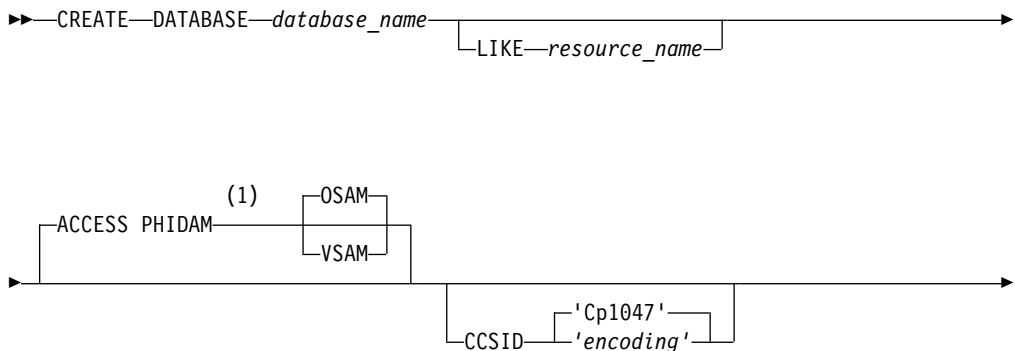 CREATE DATABASE database_name
LIKE resource_name
(1) OSAM
ACCESS PHIDAM
VSAM
'Cp1047'
CCSID 'encoding'